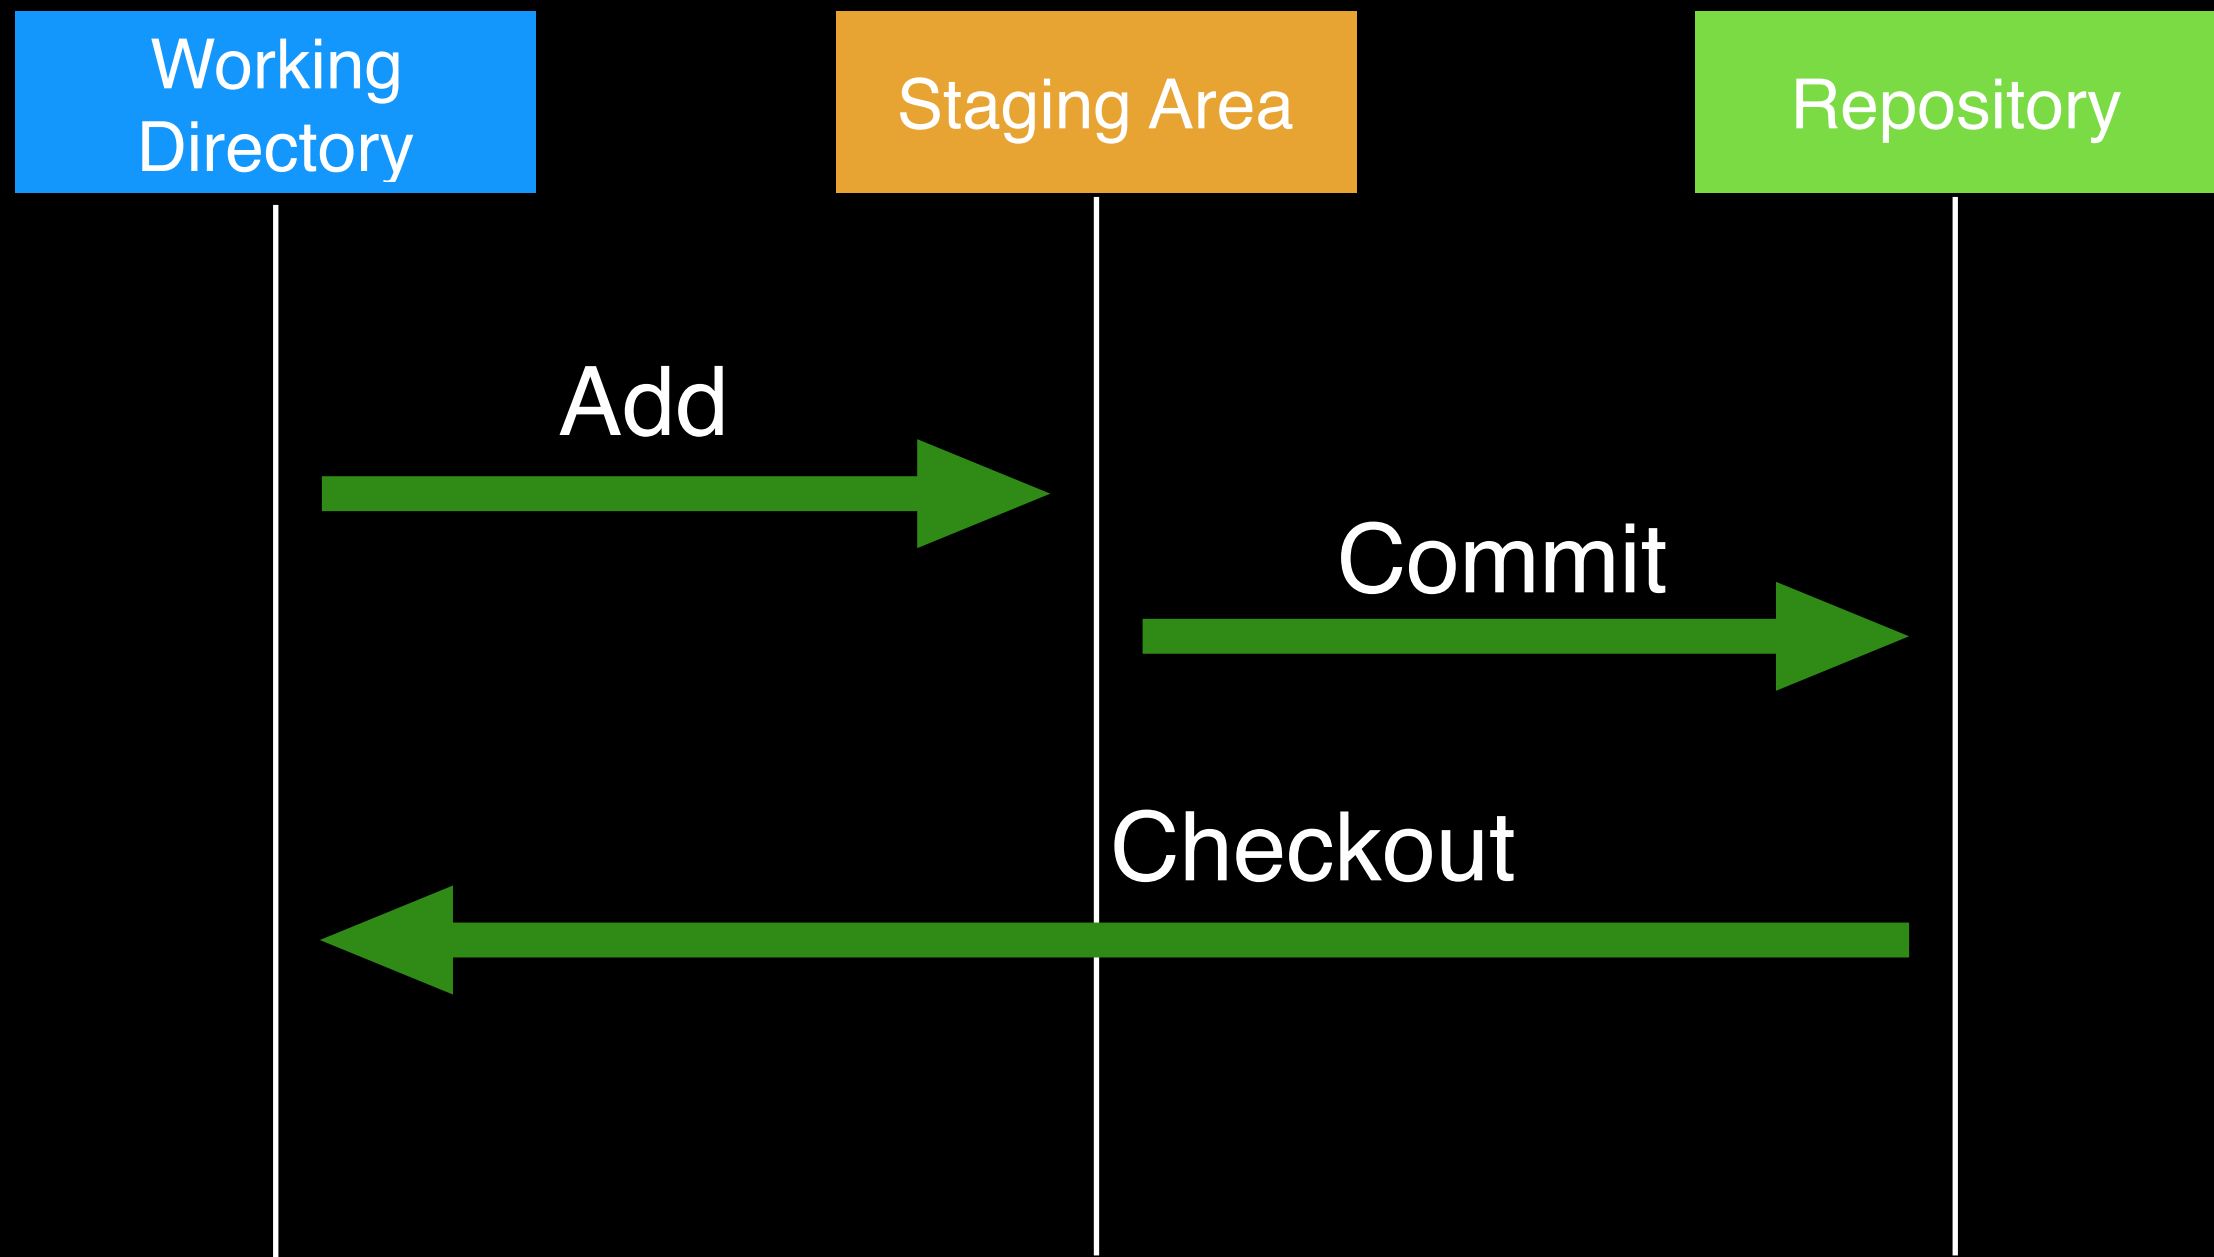 Working
Directory
Staging Area
Repository
Add
Commit
Checkout